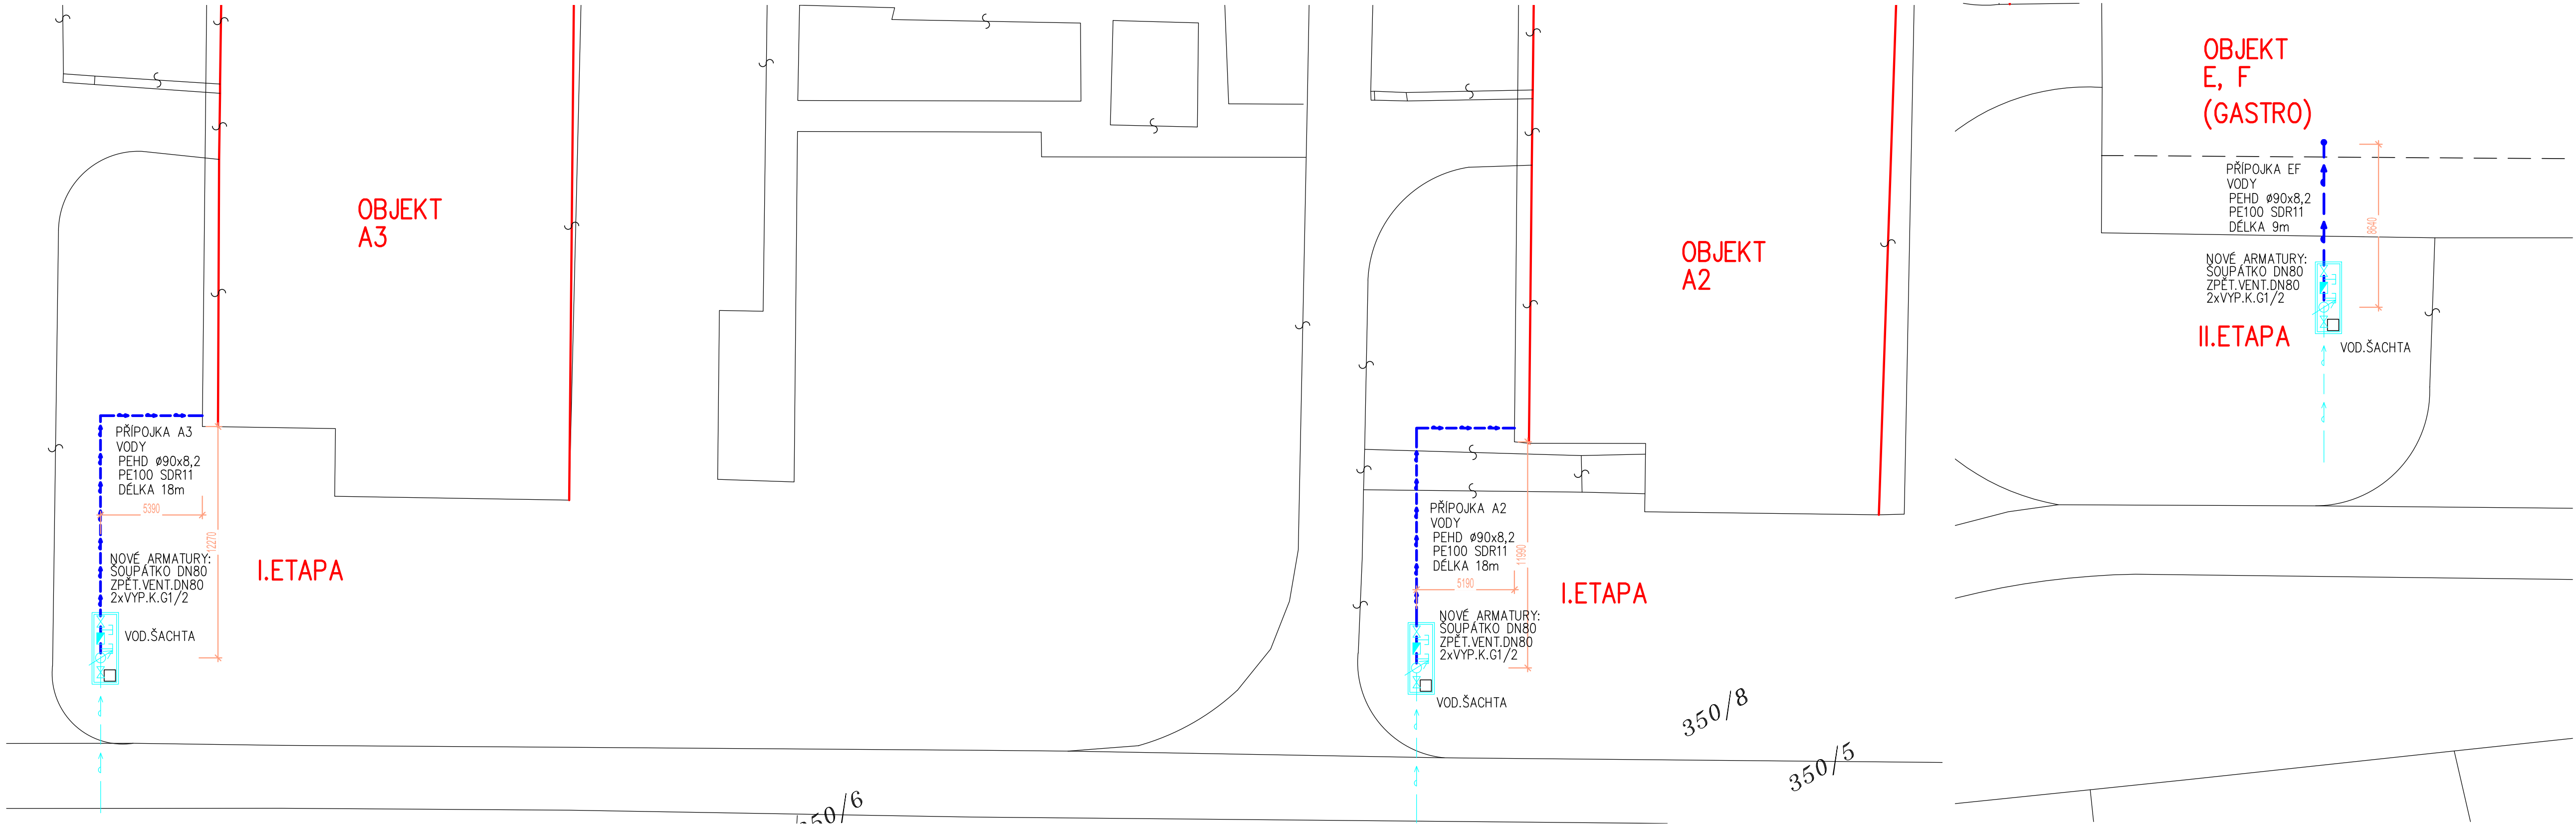 OBJEKT
A3
PŘÍPOJKA A3
VODY
PEHD ø90x8,2
PE100 SDR11
DÉLKA 18m
5390
12270
NOVÉ ARMATURY:
ŠOUPÁTKO DN80
ZPĚT.VENT.DN80
2xVYP.K.G1/2
I.ETAPA
VOD.ŠACHTA
OBJEKT
A2
PŘÍPOJKA A2
VODY
PEHD ø90x8,2
PE100 SDR11
DÉLKA 18m
11990
5190
NOVÉ ARMATURY:
ŠOUPÁTKO DN80
ZPĚT.VENT.DN80
2xVYP.K.G1/2
I.ETAPA
VOD.ŠACHTA
350/8
350/5
OBJEKT
E, F
(GASTRO)
PŘÍPOJKA EF
VODY
PEHD ø90x8,2
PE100 SDR11
DÉLKA 9m
8640
NOVÉ ARMATURY:
ŠOUPÁTKO DN80
ZPĚT.VENT.DN80
2xVYP.K.G1/2
II.ETAPA
VOD.ŠACHTA